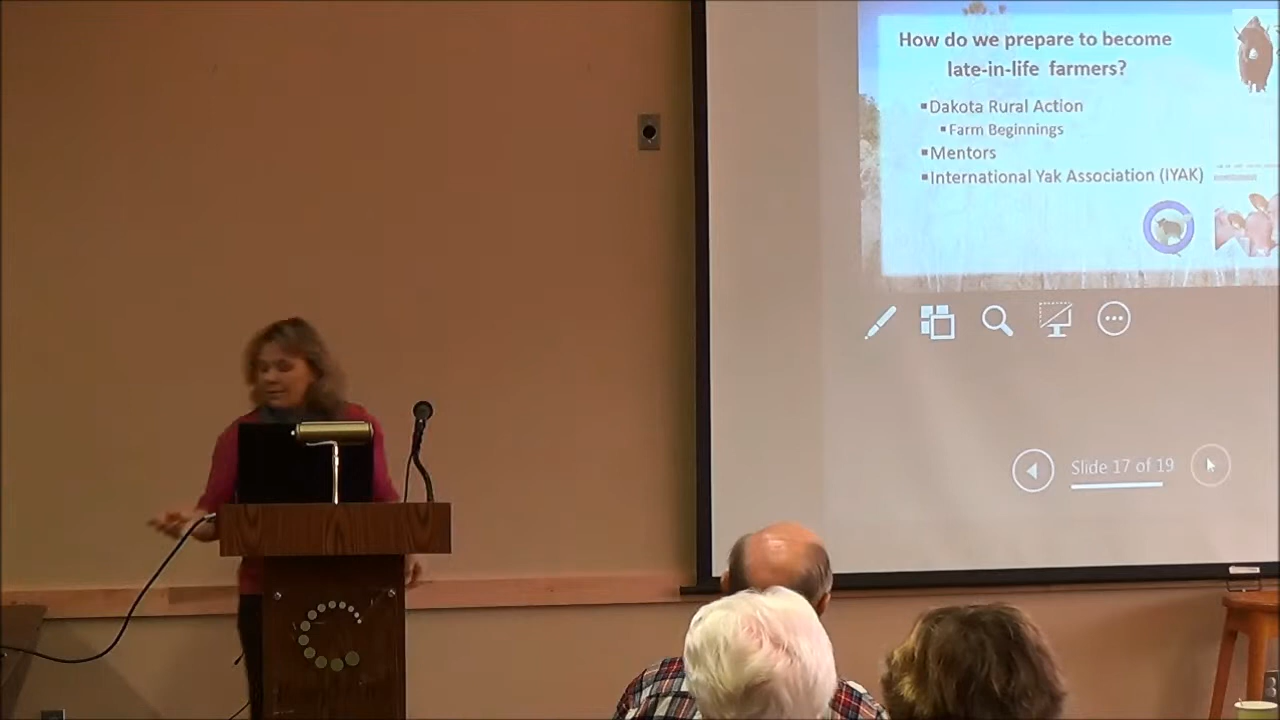 How do we prepare to become
late-in-life farmers?
▪Dakota Rural Action
▪Farm Beginnings
▪Mentors
▪International Yak Association (IYAK)
Slide 17 of 19